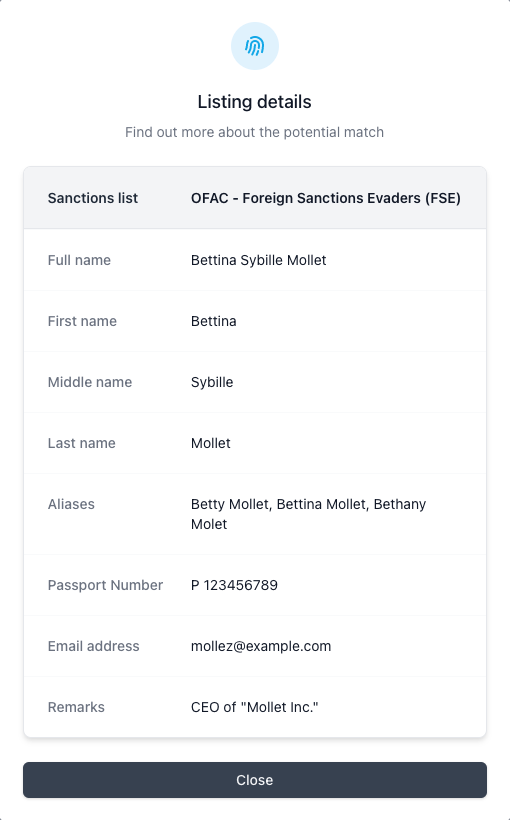 Listing details
Find out more about the potential match
Sanctions list OFAC - Foreign Sanctions Evaders (FSE)
Full name Bettina Sybille Mollet
First name Bettina
Middle name Sybille
Last name Mollet
Aliases Betty Mollet, Bettina Mollet, Bethany
Molet
Passport Number P 123456789
Email address mollez@example.com
Remarks CEO of "Mollet Inc."
Close